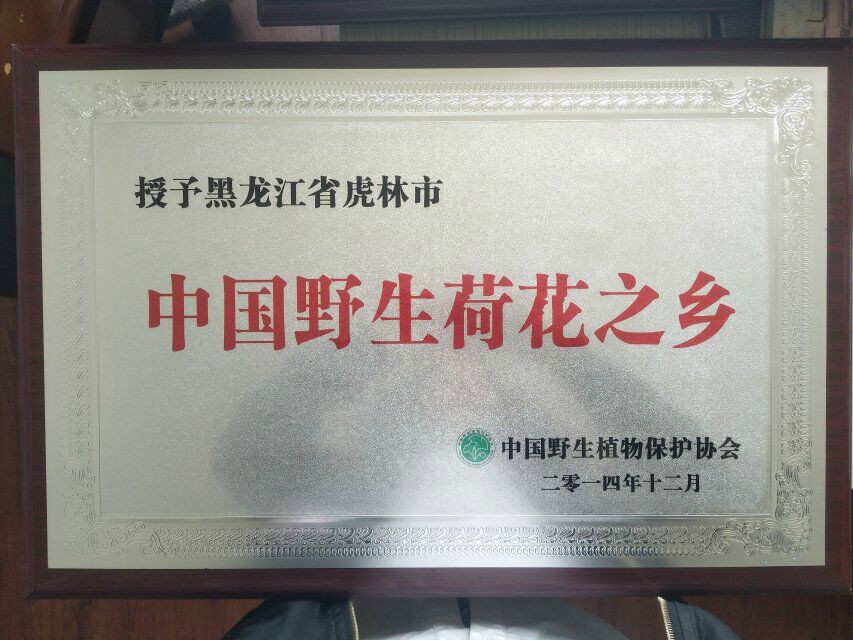 授予黑龙江省虎林市
中国野生荷花之乡
中国野生植物保护协会
二零一四年十二月